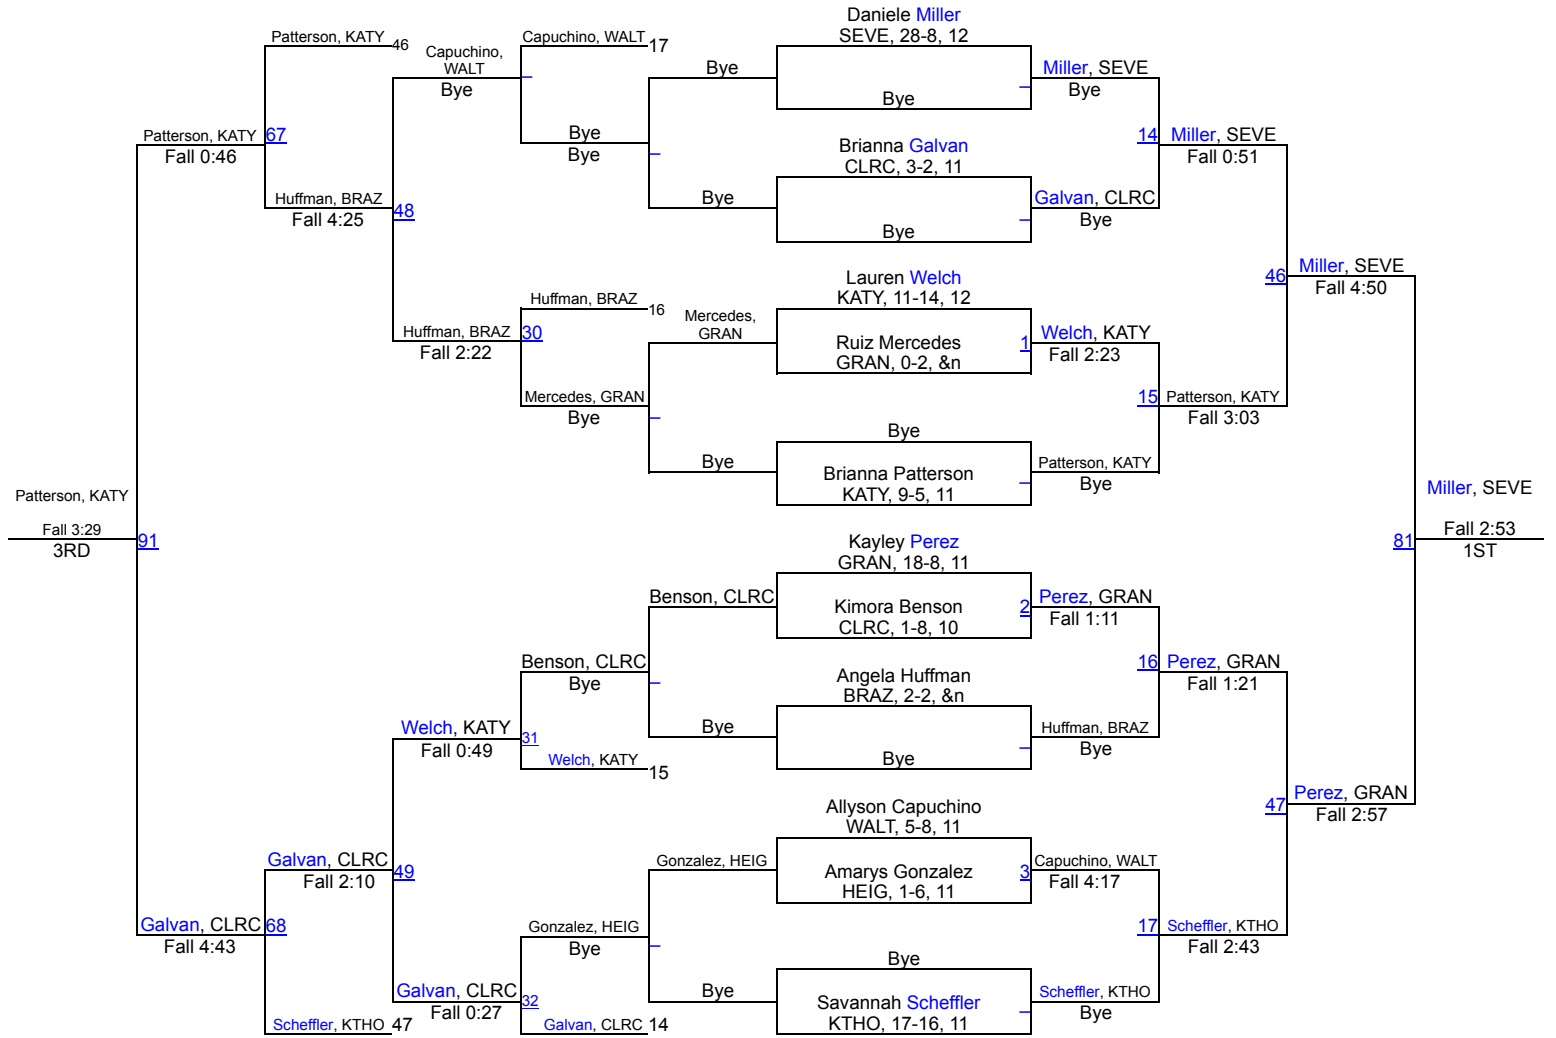 Daniele Miller
SEVE, 28-8, 12
Patterson, KATY
46
Capuchino,
WALT
Bye
Capuchino, WALT
17
Bye
Bye
Miller, SEVE
Bye
Patterson, KATY
67
Fall 0:46
Bye
Bye
Brianna Galvan
CLRC, 3-2, 11
14
Miller, SEVE
Fall 0:51
Huffman, BRAZ
48
Fall 4:25
Bye
Bye
Galvan, CLRC
Bye
Lauren Welch
KATY, 11-14, 12
46
Miller, SEVE
Fall 4:50
Huffman, BRAZ
16
Mercedes,
GRAN
Huffman, BRAZ
30
Fall 2:22
Ruiz Mercedes
GRAN, 0-2, &n
1
Welch, KATY
Fall 2:23
Mercedes, GRAN
Bye
15
Patterson, KATY
Fall 3:03
Bye
Bye
Brianna Patterson
KATY, 9-5, 11
Patterson, KATY
Bye
Patterson, KATY
Fall 3:29
3RD
91
Miller, SEVE
81
Fall 2:53
1ST
Kayley Perez
GRAN, 18-8, 11
Benson, CLRC
Kimora Benson
CLRC, 1-8, 10
2
Perez, GRAN
Fall 1:11
Benson, CLRC
Bye
Angela Huffman
BRAZ, 2-2, &n
16
Perez, GRAN
Fall 1:21
Welch, KATY
31
Fall 0:49
Bye
Bye
Huffman, BRAZ
Bye
Welch, KATY
15
Allyson Capuchino
WALT, 5-8, 11
47
Perez, GRAN
Fall 2:57
Galvan, CLRC
49
Fall 2:10
Gonzalez, HEIG
Amarys Gonzalez
HEIG, 1-6, 11
3
Capuchino, WALT
Fall 4:17
Galvan, CLRC
68
Fall 4:43
Gonzalez, HEIG
Bye
17
Scheffler, KTHO
Fall 2:43
Bye
Galvan, CLRC
32
Fall 0:27
Bye
Savannah Scheffler
KTHO, 17-16, 11
Scheffler, KTHO
Bye
Scheffler, KTHO
47
Galvan, CLRC
14